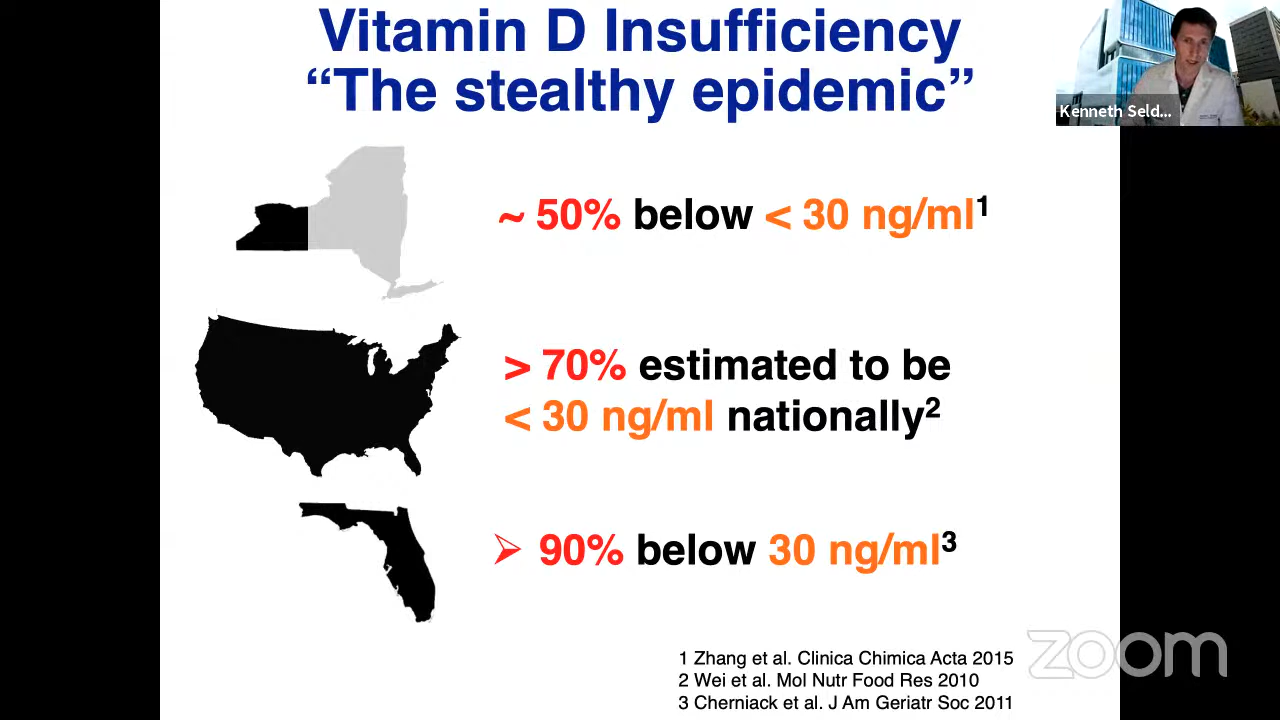 Vitamin D Insufficiency
“The stealthy epidemic”
Kenneth Seld...
~ 50% below < 30 ng/ml¹
> 70% estimated to be
< 30 ng/ml nationally²
➢ 90% below 30 ng/ml³
1 Zhang et al. Clinica Chimica Acta 2015
2 Wei et al. Mol Nutr Food Res 2010
3 Cherniack et al. J Am Geriatr Soc 2011
zoom